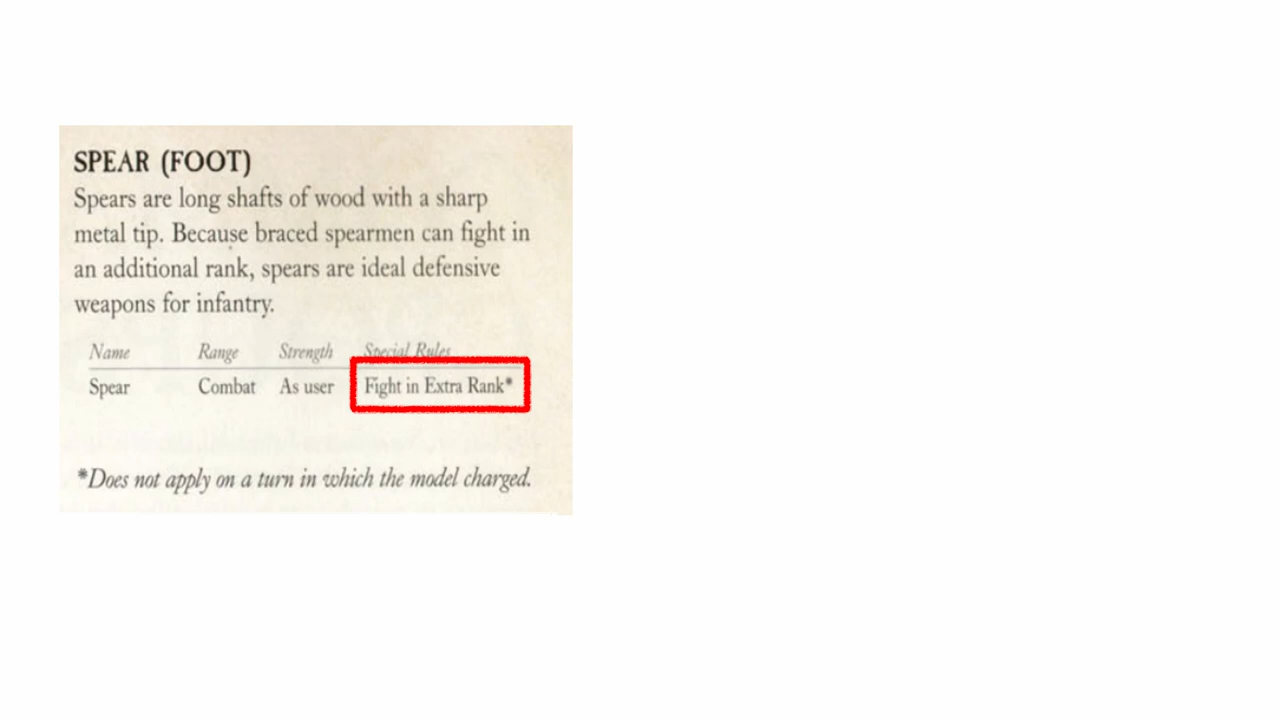 SPEAR (FOOT)
Spears are long shafts of wood with a sharp
metal tip. Because braced spearmen can fight in
an additional rank, spears are ideal defensive
weapons for infantry.
Name Range Strength Special Rules
Spear Combat As user Fight in Extra Rank*
*Does not apply on a turn in which the model charged.